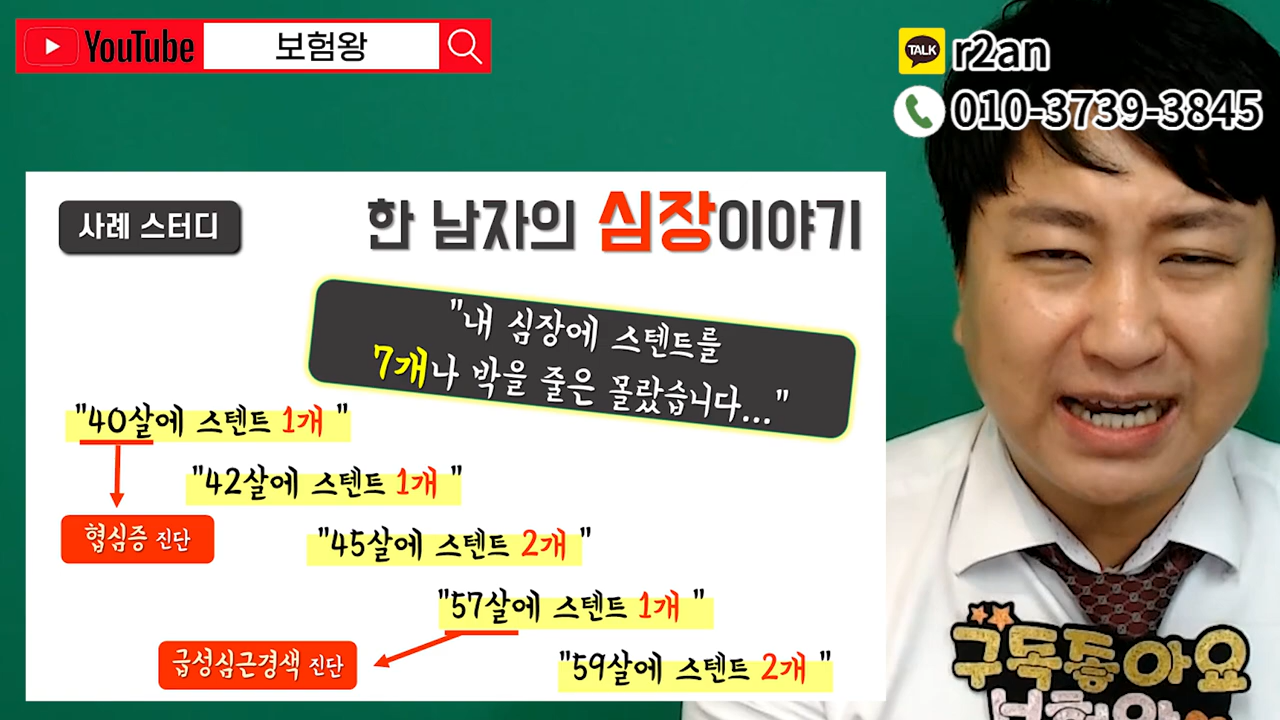 YouTube 보험왕
TALK r2an
010-3739-3845
사례 스터디
한 남자의 심장이야기
"내 심장에 스텐트를
7개나 박을 줄은 몰랐습니다..."
"40살에 스텐트 1개 "
"42살에 스텐트 1개 "
협심증 진단
"45살에 스텐트 2개 "
"57살에 스텐트 1개 "
급성심근경색 진단
"59살에 스텐트 2개 "
구독좋아요
보험왕